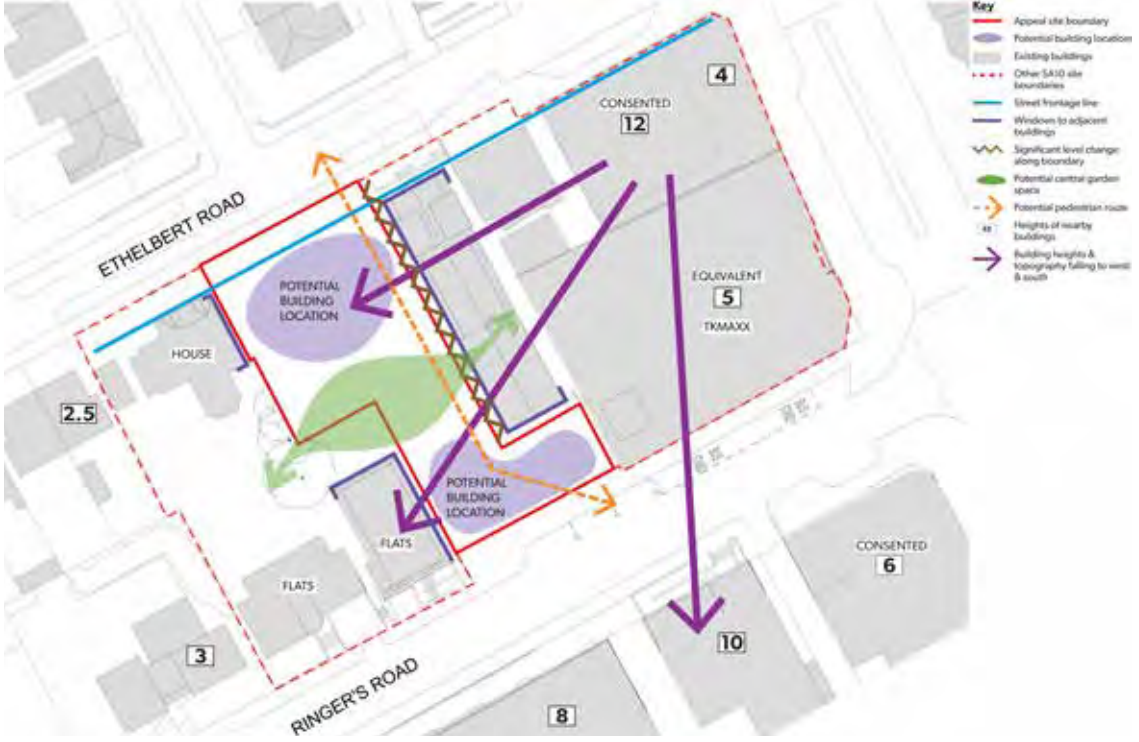 Key
Appeal site boundary
Potential building locations
Existing buildings
Other SA10 site
boundaries
Street frontage line
Windows to adjacent
buildings
Significant level change
along boundary
Potential central garden
space
Potential pedestrian route
Heights of nearby
buildings
Building heights &
topography falling to west
& south
4
CONSENTED
12
ETHELBERT ROAD
POTENTIAL
BUILDING
LOCATION
EQUIVALENT
5
TKMAXX
HOUSE
2.5
POTENTIAL
BUILDING
LOCATION
FLATS
CONSENTED
6
FLATS
10
3
RINGER'S ROAD
8